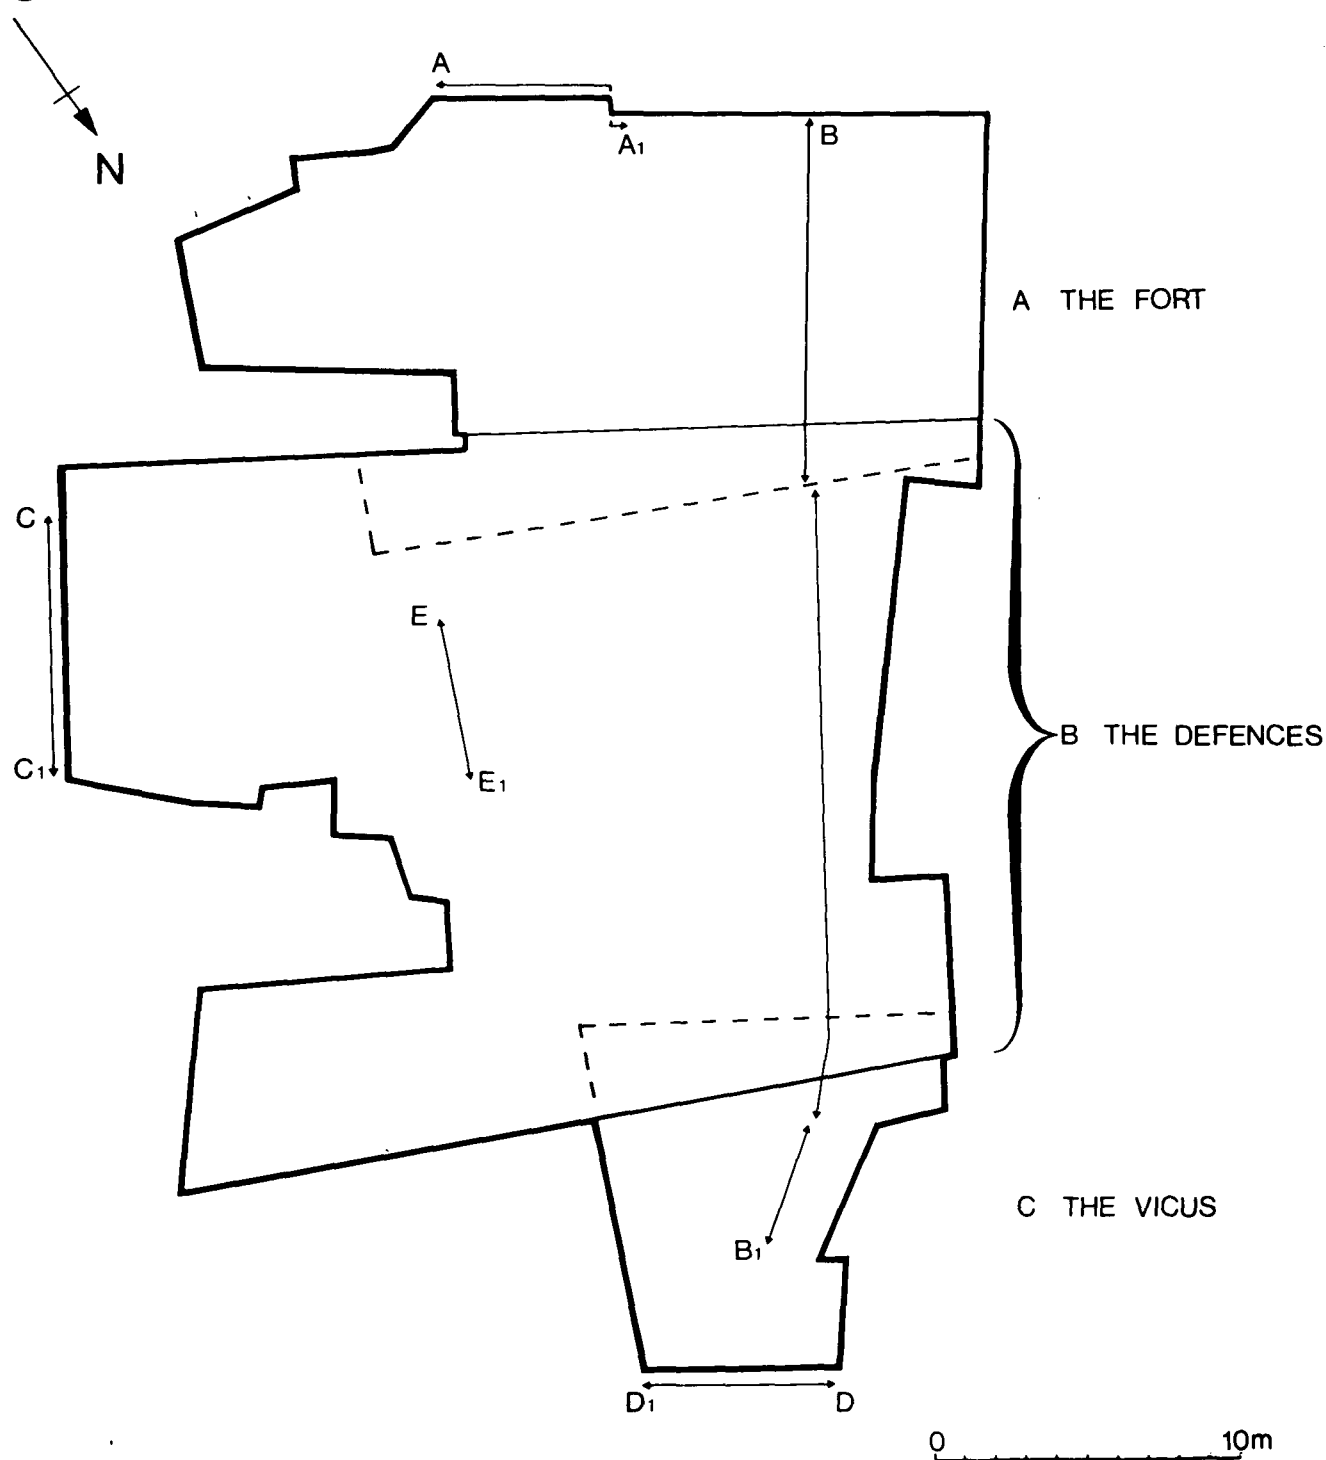 N
A
A1
B
A THE FORT
C
E
C1
E1
B THE DEFENCES
C THE VICUS
B1
D1
D
0 10m